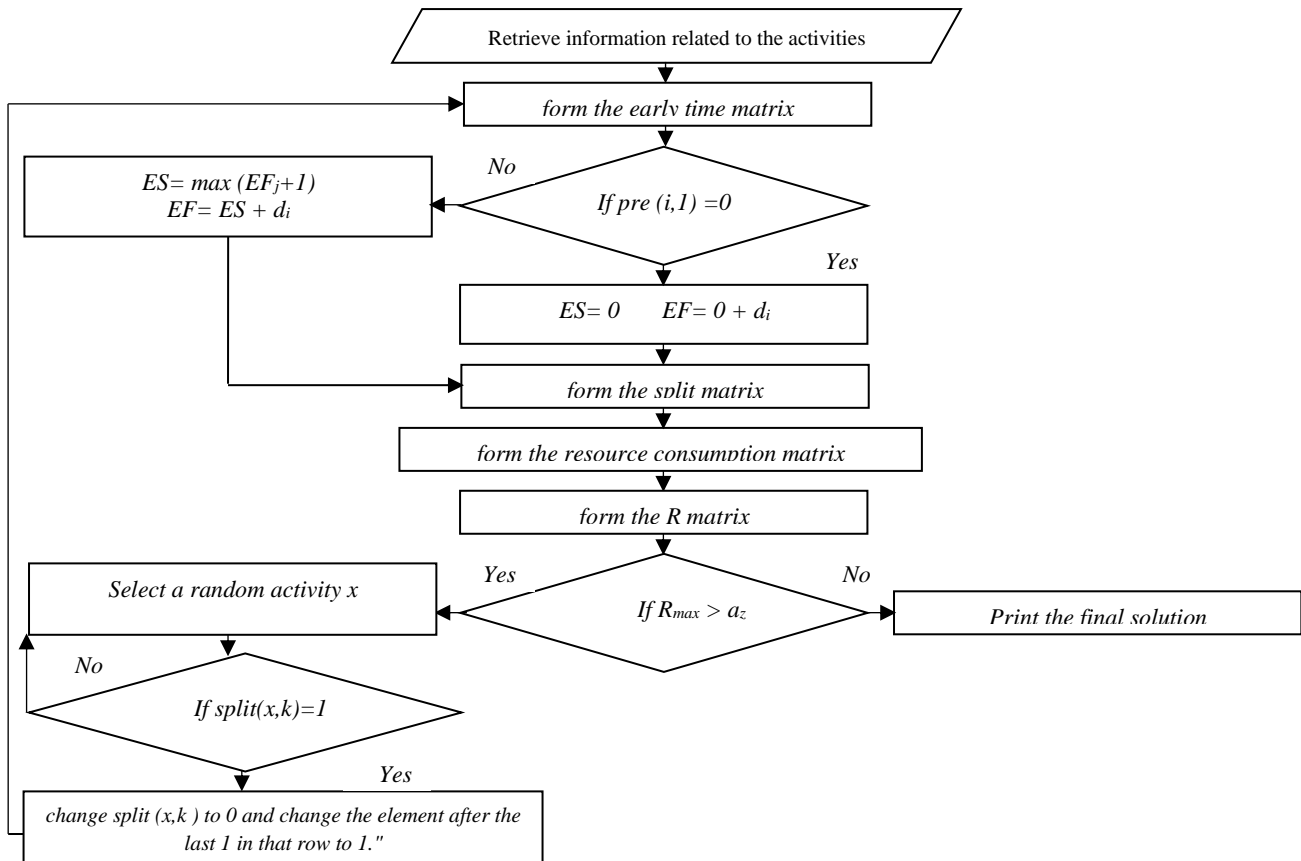 Retrieve information related to the activities
form the early time matrix
No
ES= max (EFj+1)
EF= ES + di
If pre (i,1) =0
Yes
ES= 0 EF= 0 + di
form the split matrix
form the resource consumption matrix
form the R matrix
Select a random activity x
Yes
No
If Rmax > az
Print the final solution
No
If split(x,k)=1
Yes
change split (x,k ) to 0 and change the element after the
last 1 in that row to 1."